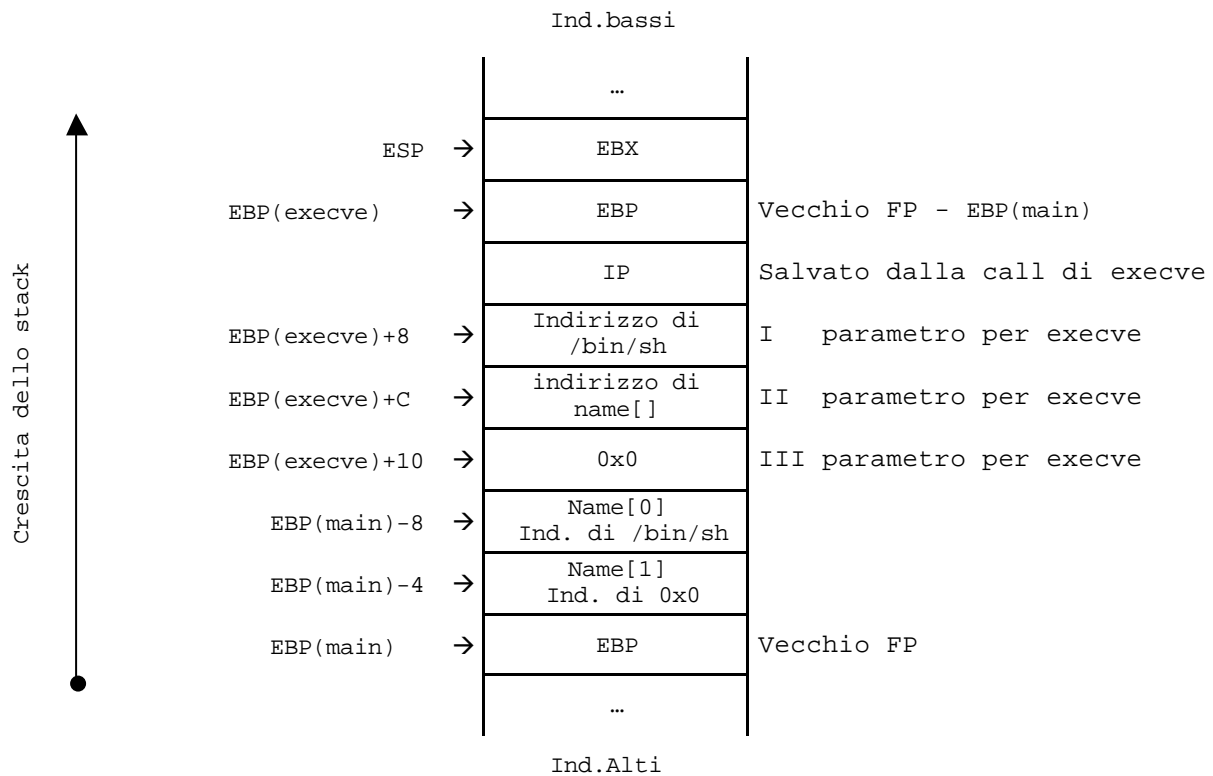 Ind.bassi
…
ESP → EBX
EBP(execve) → EBP Vecchio FP - EBP(main)
IP Salvato dalla call di execve
EBP(execve)+8 → Indirizzo di
/bin/sh
I parametro per execve
EBP(execve)+C → indirizzo di
name[]
II parametro per execve
EBP(execve)+10 → 0x0 III parametro per execve
EBP(main)-8 → Name[0]
Ind. di /bin/sh
EBP(main)-4 → Name[1]
Ind. di 0x0
EBP(main) → EBP Vecchio FP
…
Ind.Alti
Crescita dello stack